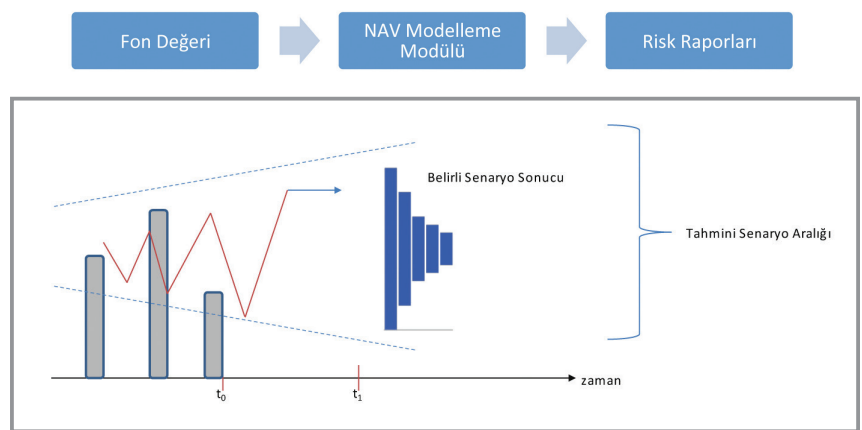 Fon Değeri
NAV Modelleme
Modülü
Risk Raporları
Belirli Senaryo Sonucu
Tahmini Senaryo Aralığı
zaman
t₀
t₁